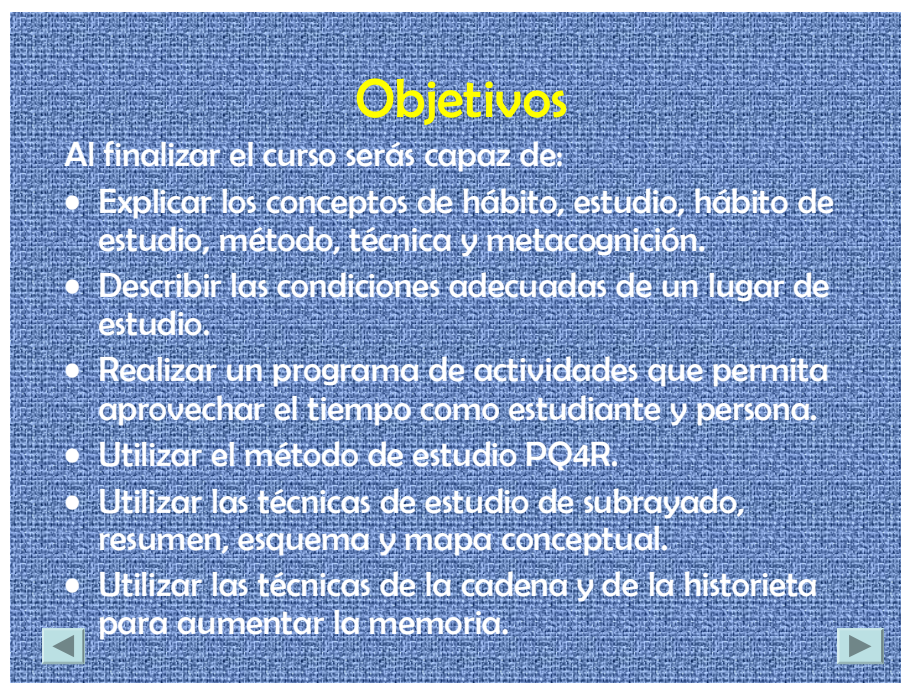 Objetivos
Al finalizar el curso serás capaz de:
• Explicar los conceptos de hábito, estudio, hábito de
estudio, método, técnica y metacognición.
• Describir las condiciones adecuadas de un lugar de
estudio.
• Realizar un programa de actividades que permita
aprovechar el tiempo como estudiante y persona.
• Utilizar el método de estudio PQ4R.
• Utilizar las técnicas de estudio de subrayado,
resumen, esquema y mapa conceptual.
• Utilizar las técnicas de la cadena y de la historieta
para aumentar la memoria.